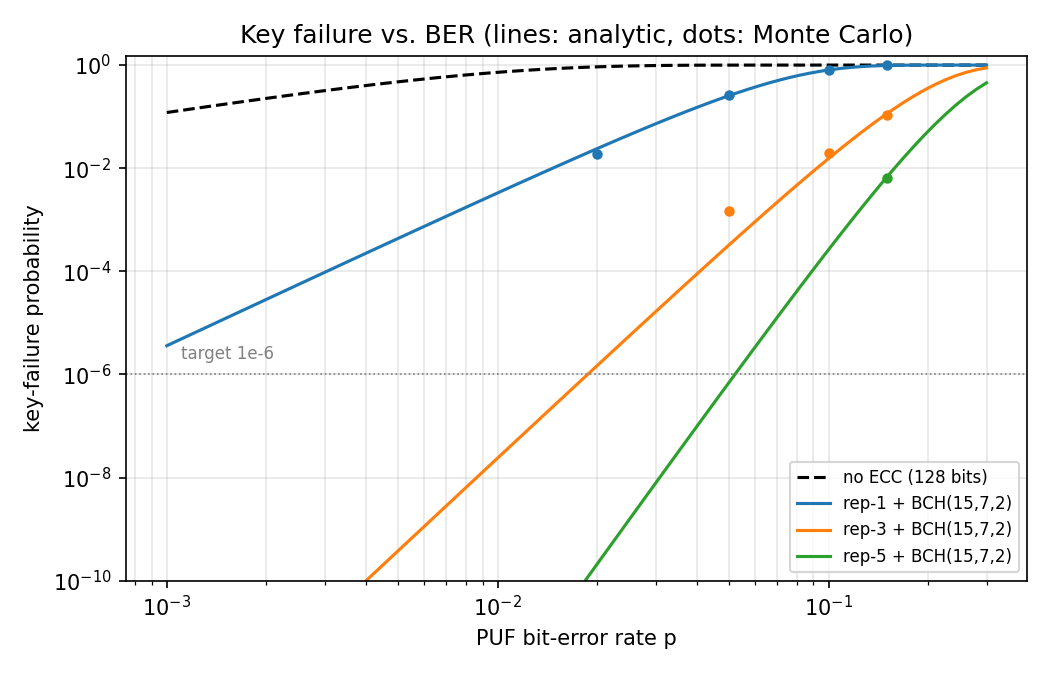 Key failure vs. BER (lines: analytic, dots: Monte Carlo)
key-failure probability
10⁰
10⁻²
10⁻⁴
10⁻⁶
10⁻⁸
10⁻¹⁰
target 1e-6
no ECC (128 bits)
rep-1 + BCH(15,7,2)
rep-3 + BCH(15,7,2)
rep-5 + BCH(15,7,2)
10⁻³ 10⁻² 10⁻¹
PUF bit-error rate p